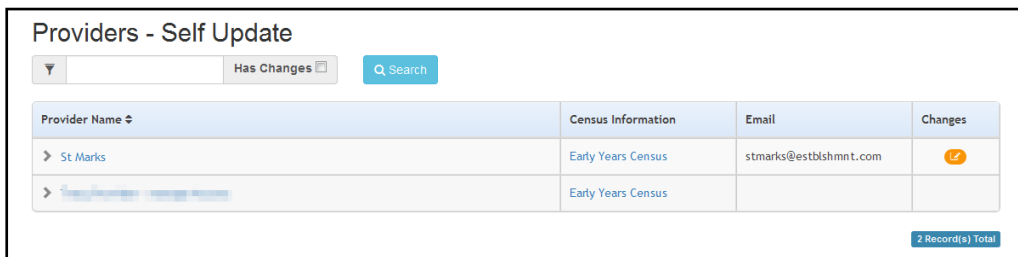 Providers - Self Update
Has Changes Search
Provider Name Census Information Email Changes
St Marks Early Years Census stmarks@estblshmnt.com
Early Years Census
2 Record(s) Total